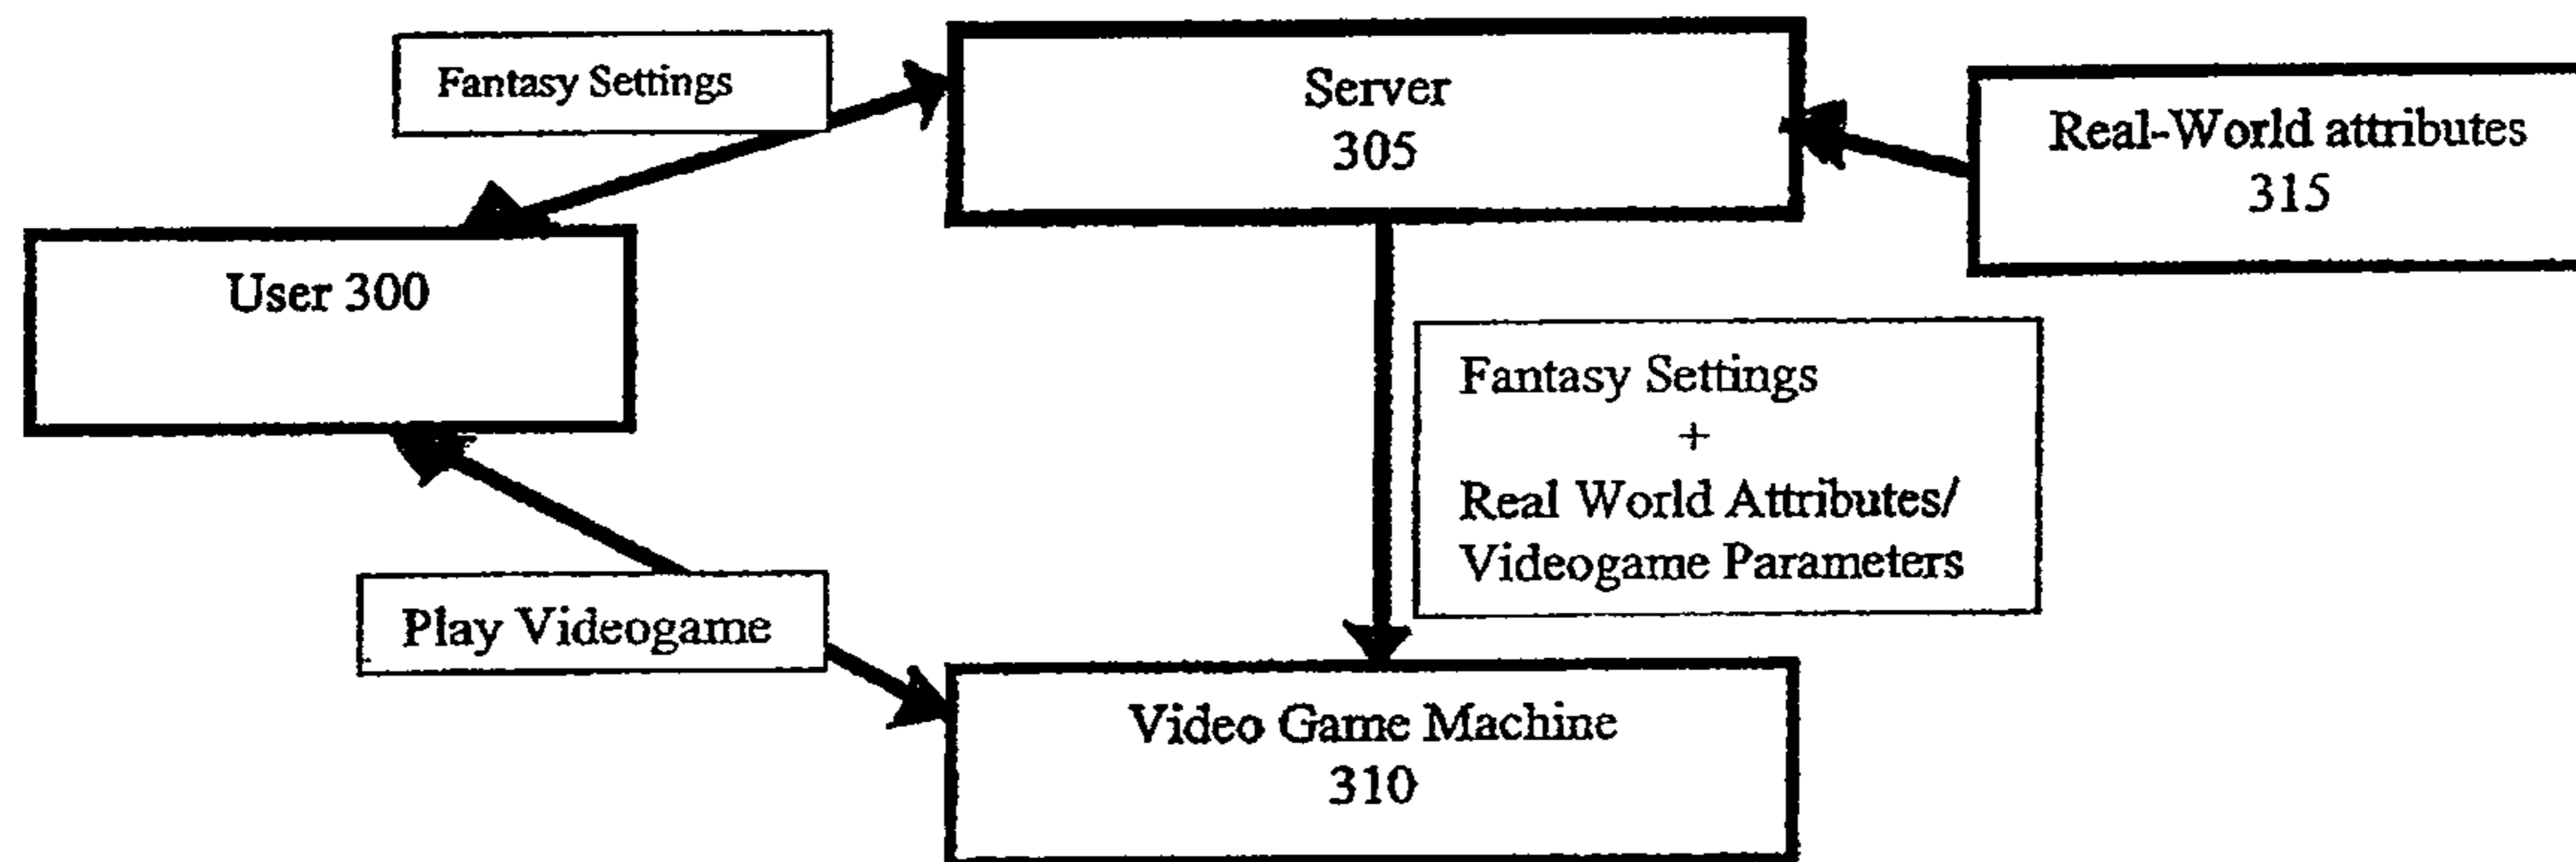 Fantasy Settings
Server
305
Real-World attributes
315
User 300
Fantasy Settings
+
Real World Attributes/
Videogame Parameters
Play Videogame
Video Game Machine
310